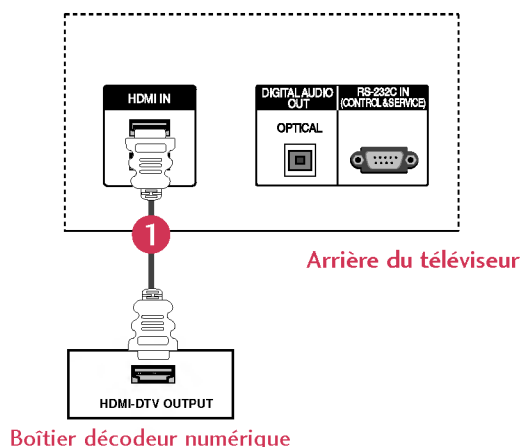 HDMI IN
DIGITAL AUDIO
OUT
RS-232C IN
(CONTROL & SERVICE)
OPTICAL
1
Arrière du téléviseur
HDMI-DTV OUTPUT
Boîtier décodeur numérique